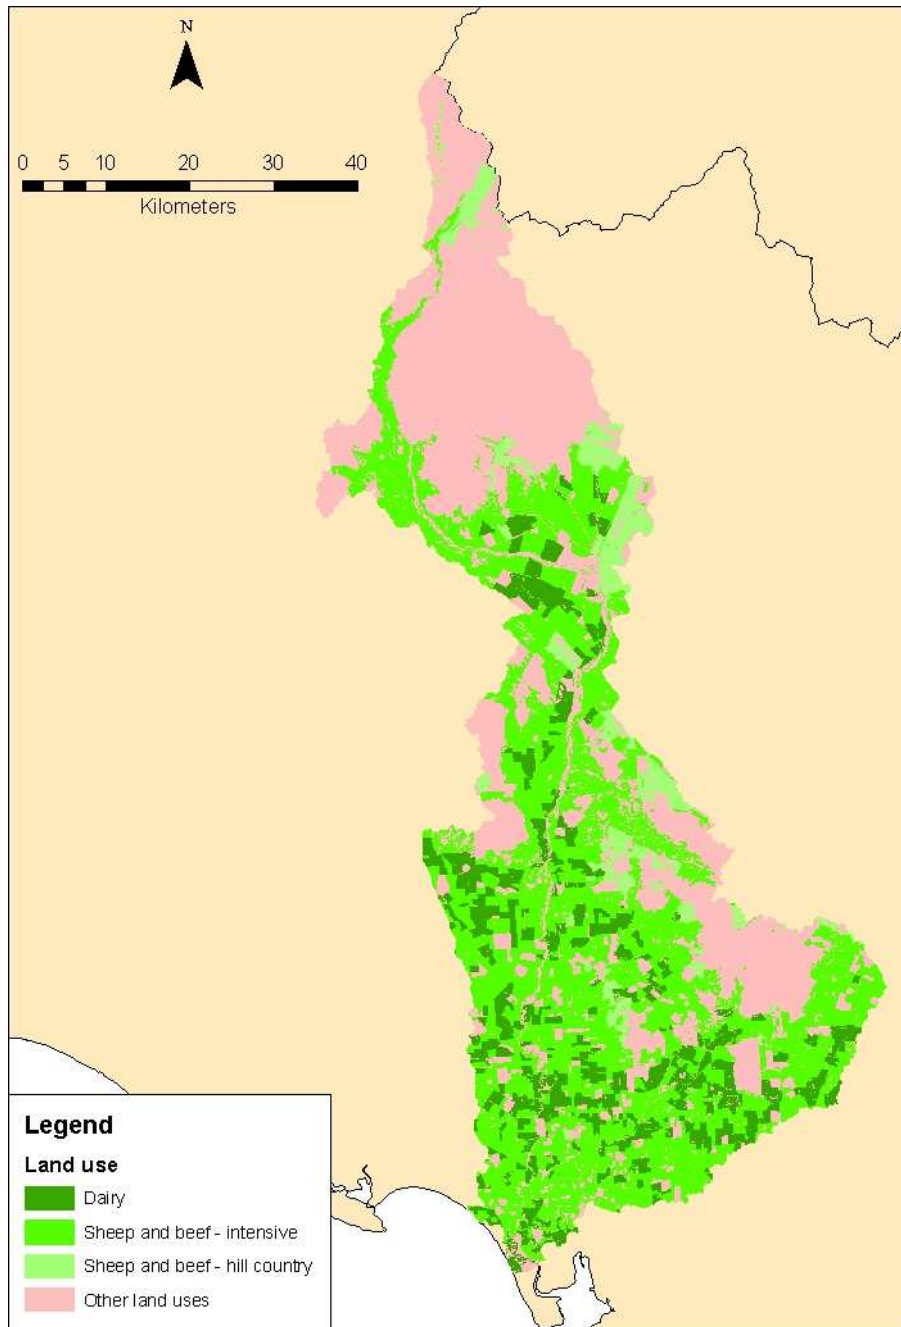 N
0 5 10 20 30 40
Kilometers
Legend
Land use
Dairy
Sheep and beef - intensive
Sheep and beef - hill country
Other land uses